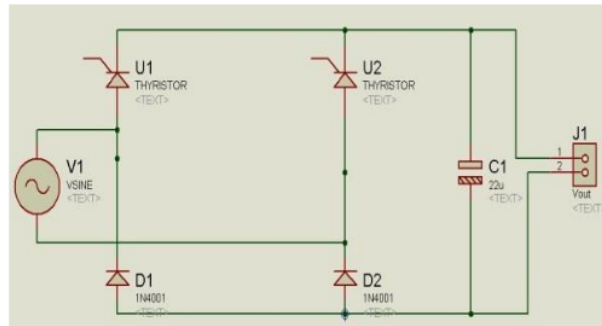 U1
THYRISTOR
<TEXT>
U2
THYRISTOR
<TEXT>
V1
VSINE
<TEXT>
C1
22u
<TEXT>
J1
1
2
Vout
<TEXT>
D1
1N4001
<TEXT>
D2
1N4001
<TEXT>